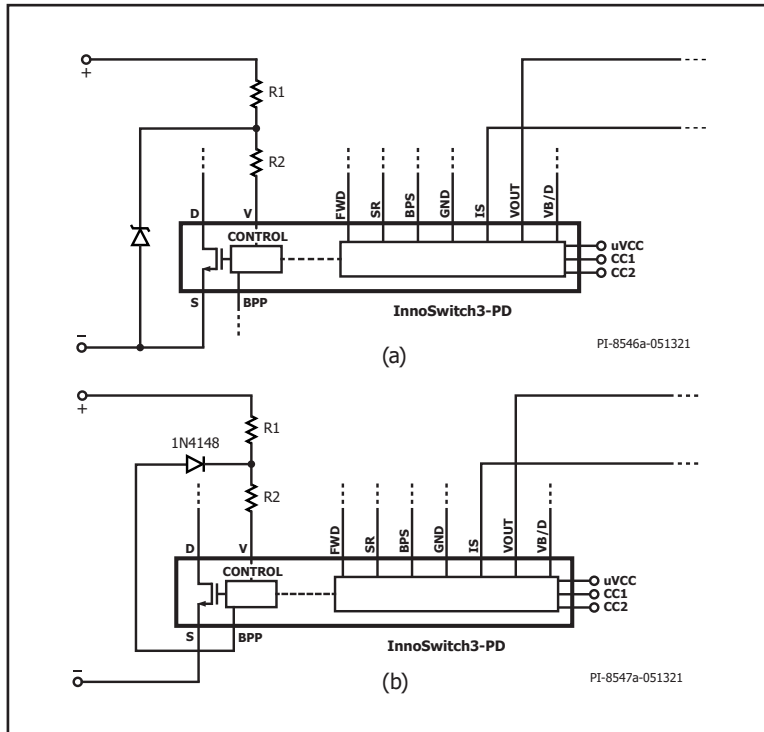 +
R1
R2
D
V
FWD
SR
BPS
GND
IS
VOUT
VB/D
CONTROL
uVCC
CC1
CC2
S
BPP
InnoSwitch3-PD
–
(a)
PI-8546a-051321
+
R1
1N4148
R2
D
V
FWD
SR
BPS
GND
IS
VOUT
VB/D
CONTROL
uVCC
CC1
CC2
S
BPP
InnoSwitch3-PD
–
(b)
PI-8547a-051321